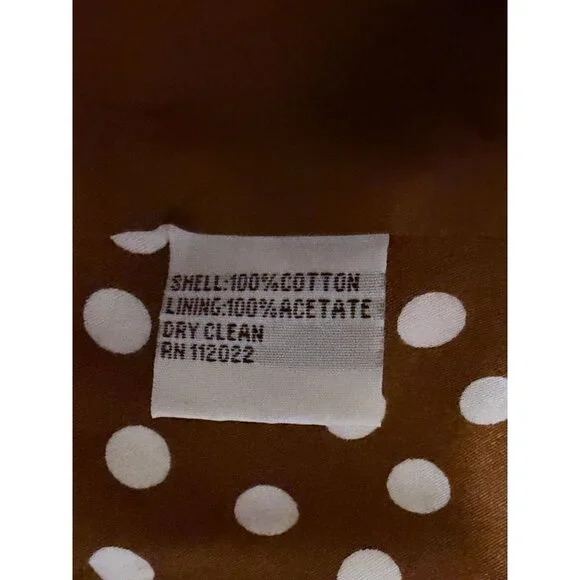 SHELL:100%COTTON
LINING:100%ACETATE
DRY CLEAN
RN 112022